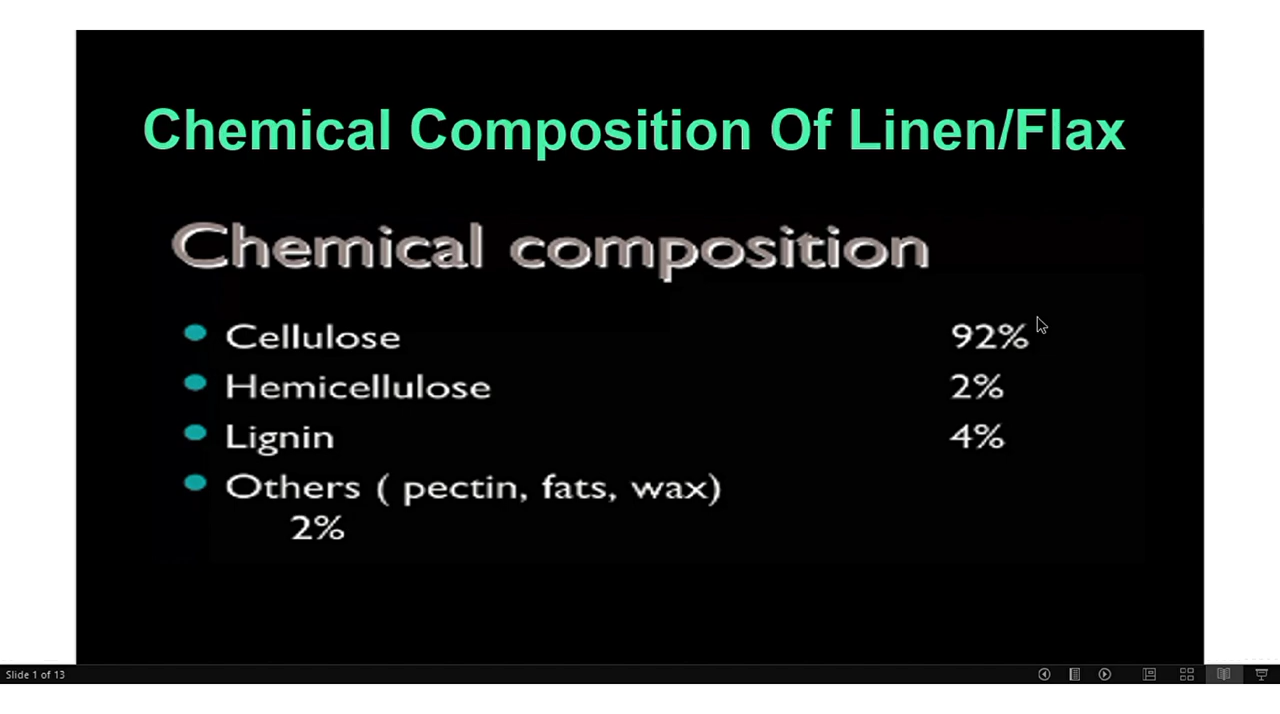 Chemical Composition Of Linen/Flax
Chemical composition
Cellulose 92%
Hemicellulose 2%
Lignin 4%
Others ( pectin, fats, wax)
2%
Slide 1 of 13